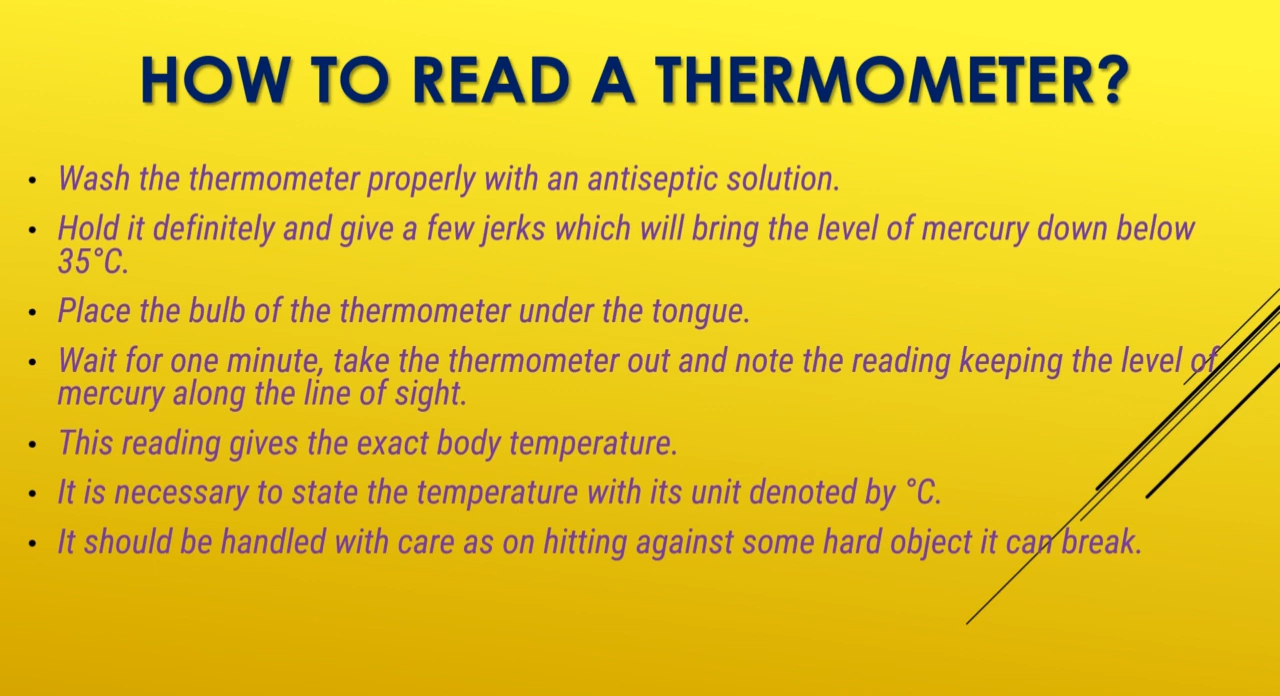 HOW TO READ A THERMOMETER?
• Wash the thermometer properly with an antiseptic solution.
• Hold it definitely and give a few jerks which will bring the level of mercury down below
35°C.
• Place the bulb of the thermometer under the tongue.
• Wait for one minute, take the thermometer out and note the reading keeping the level of
mercury along the line of sight.
• This reading gives the exact body temperature.
• It is necessary to state the temperature with its unit denoted by °C.
• It should be handled with care as on hitting against some hard object it can break.